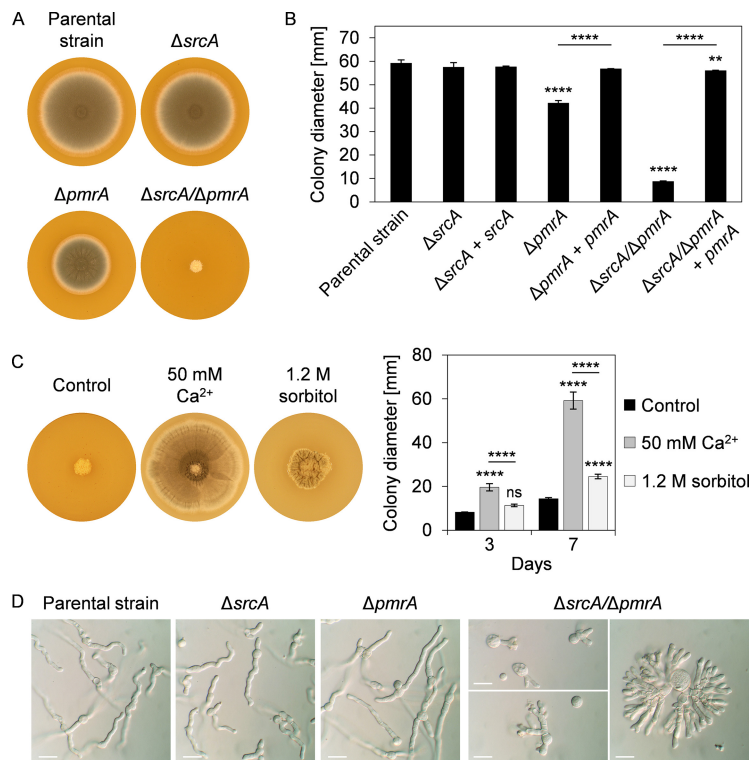 A
Parental
strain
ΔsrcA
ΔpmrA
ΔsrcA/ΔpmrA
B
Colony diameter [mm]
70
60
50
40
30
20
10
0
****
****
****
****
**
Parental strain
ΔsrcA
ΔsrcA + srcA
ΔpmrA
ΔpmrA + pmrA
ΔsrcA/ΔpmrA
ΔsrcA/ΔpmrA
+ pmrA
C
Control
50 mM
Ca²⁺
1.2 M
sorbitol
Colony diameter [mm]
80
60
40
20
0
****
****
ns
****
****
****
3
7
Days
Control
50 mM Ca²⁺
1.2 M sorbitol
D
Parental strain
ΔsrcA
ΔpmrA
ΔsrcA/ΔpmrA